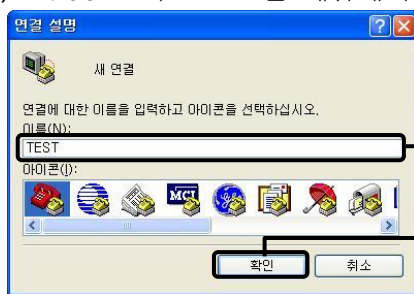 연결 설명
새 연결
연결에 대한 이름을 입력하고 아이콘을 선택하십시오.
이름(N):
TEST
아이콘(I):
MCI
확인
취소